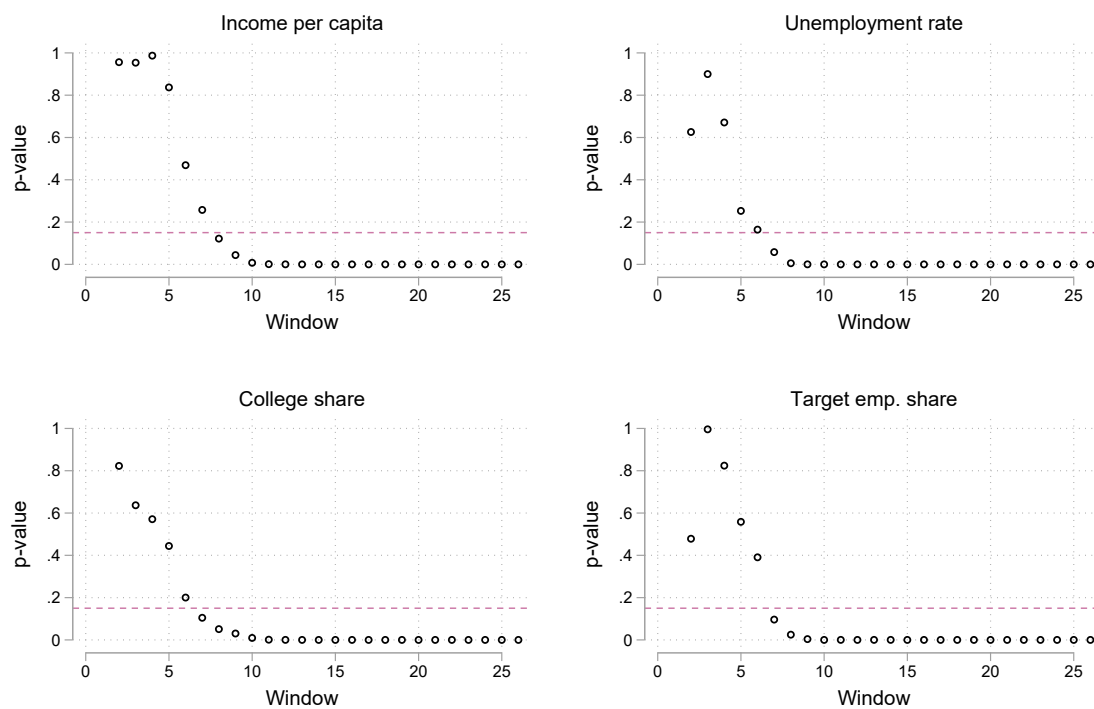 Income per capita
1
.8
.6
.4
.2
0
p-value
0 5 10 15 20 25
Window
Unemployment rate
1
.8
.6
.4
.2
0
p-value
0 5 10 15 20 25
Window
College share
1
.8
.6
.4
.2
0
p-value
0 5 10 15 20 25
Window
Target emp. share
1
.8
.6
.4
.2
0
p-value
0 5 10 15 20 25
Window